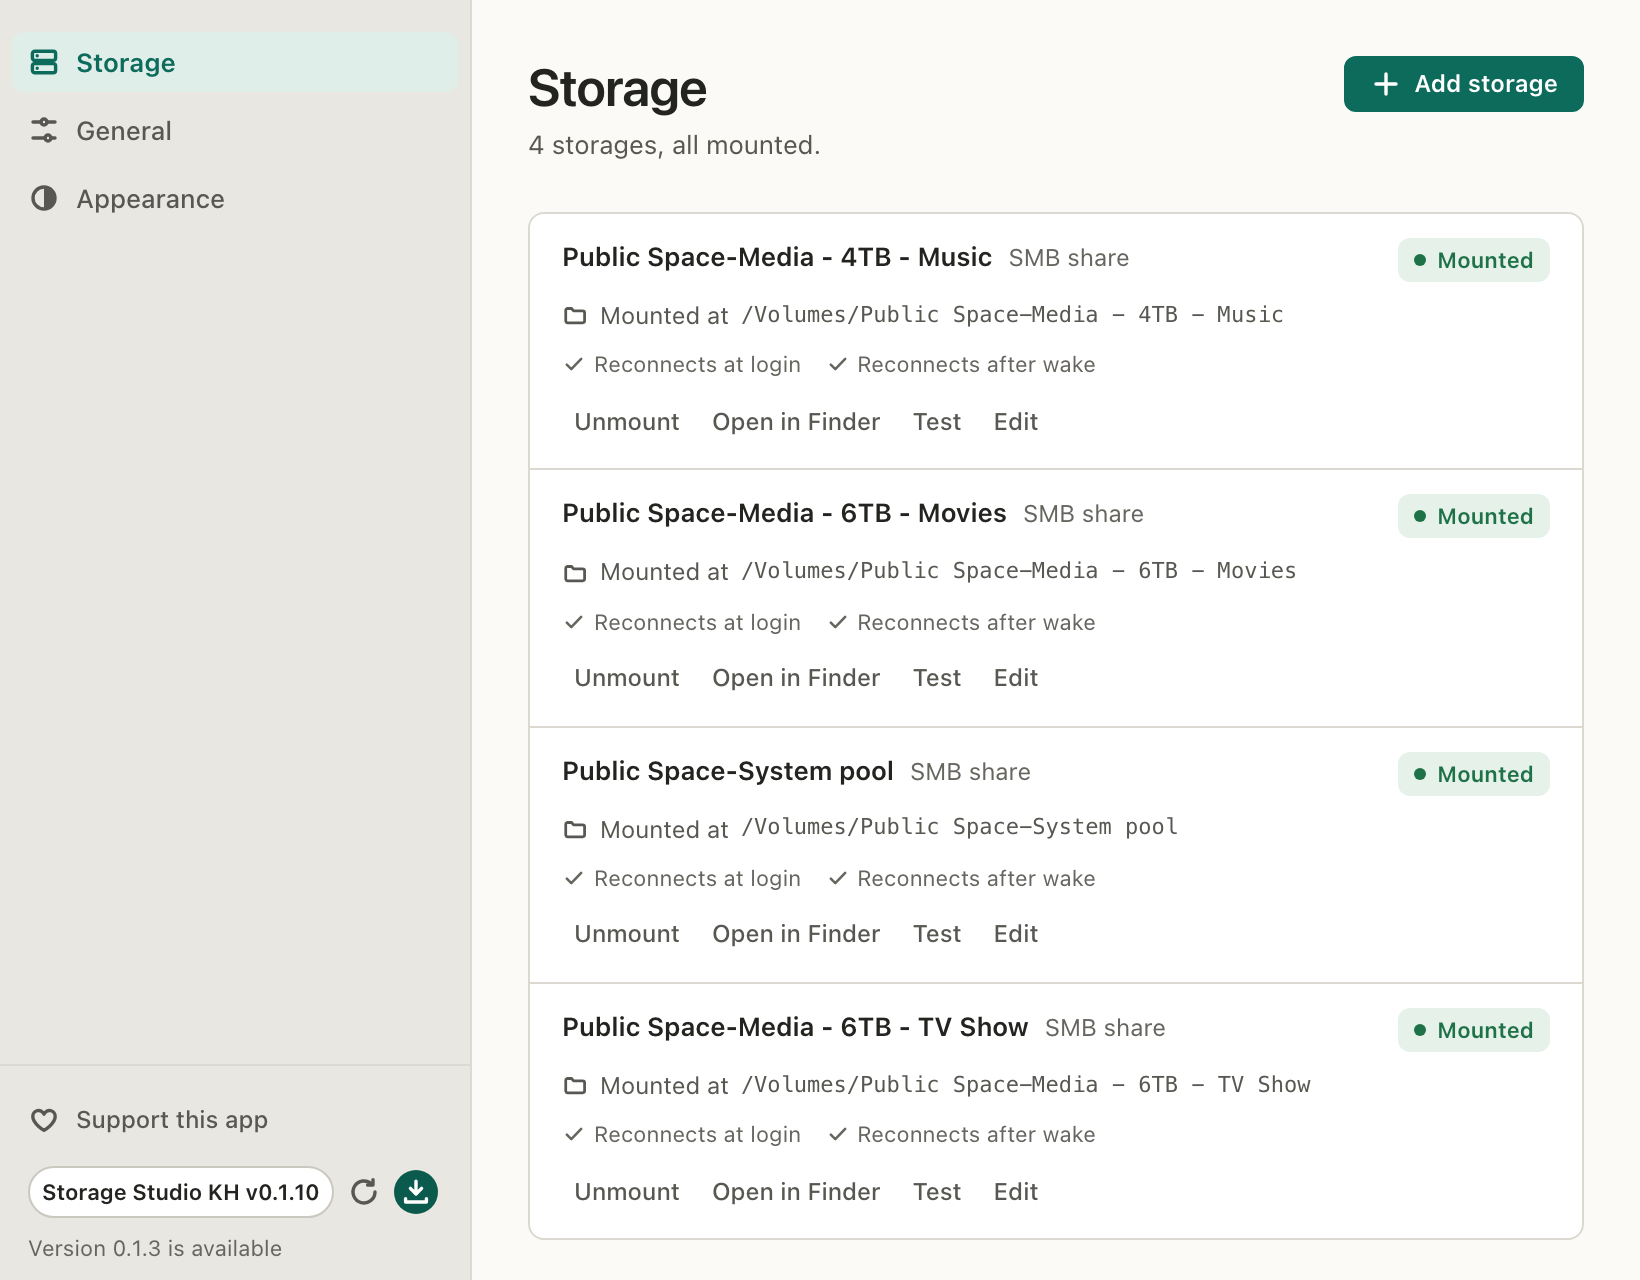 Storage
General
Appearance
Support this app
Storage Studio KH v0.1.10
Version 0.1.3 is available
Storage
4 storages, all mounted.
Add storage
Public Space-Media - 4TB - Music SMB share
Mounted
Mounted at /Volumes/Public Space-Media - 4TB - Music
Reconnects at login Reconnects after wake
Unmount Open in Finder Test Edit
Public Space-Media - 6TB - Movies SMB share
Mounted
Mounted at /Volumes/Public Space-Media - 6TB - Movies
Reconnects at login Reconnects after wake
Unmount Open in Finder Test Edit
Public Space-System pool SMB share
Mounted
Mounted at /Volumes/Public Space-System pool
Reconnects at login Reconnects after wake
Unmount Open in Finder Test Edit
Public Space-Media - 6TB - TV Show SMB share
Mounted
Mounted at /Volumes/Public Space-Media - 6TB - TV Show
Reconnects at login Reconnects after wake
Unmount Open in Finder Test Edit